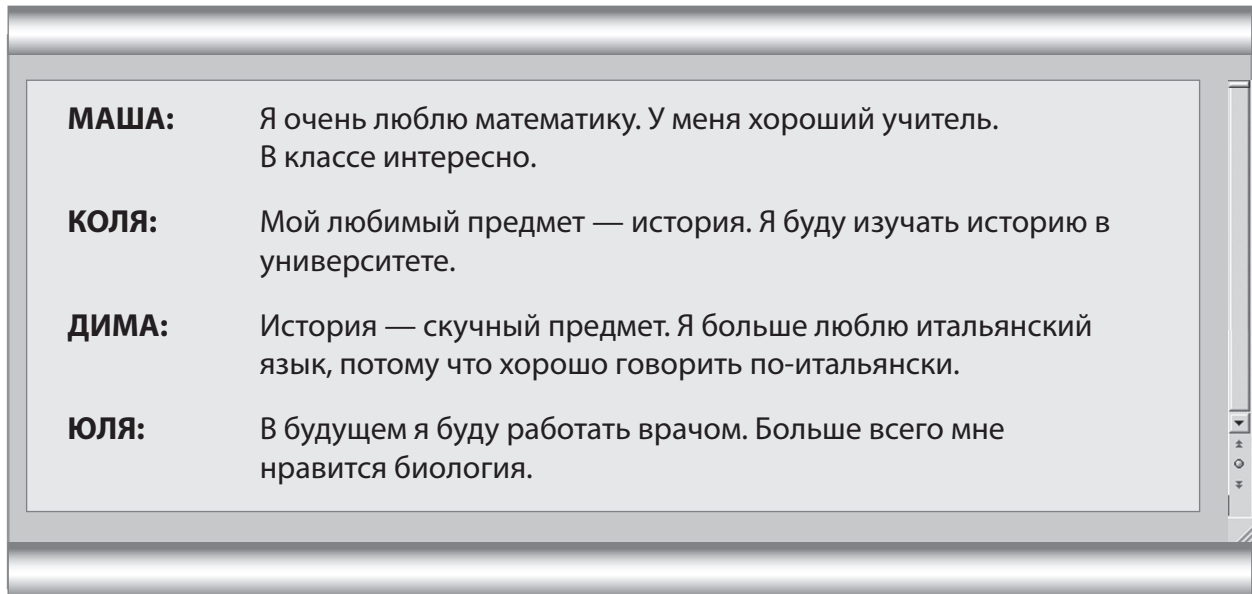 МАША: Я очень люблю математику. У меня хороший учитель.
В классе интересно.
КОЛЯ: Мой любимый предмет — история. Я буду изучать историю в
университете.
ДИМА: История — скучный предмет. Я больше люблю итальянский
язык, потому что хорошо говорить по-итальянски.
ЮЛЯ: В будущем я буду работать врачом. Больше всего мне
нравится биология.